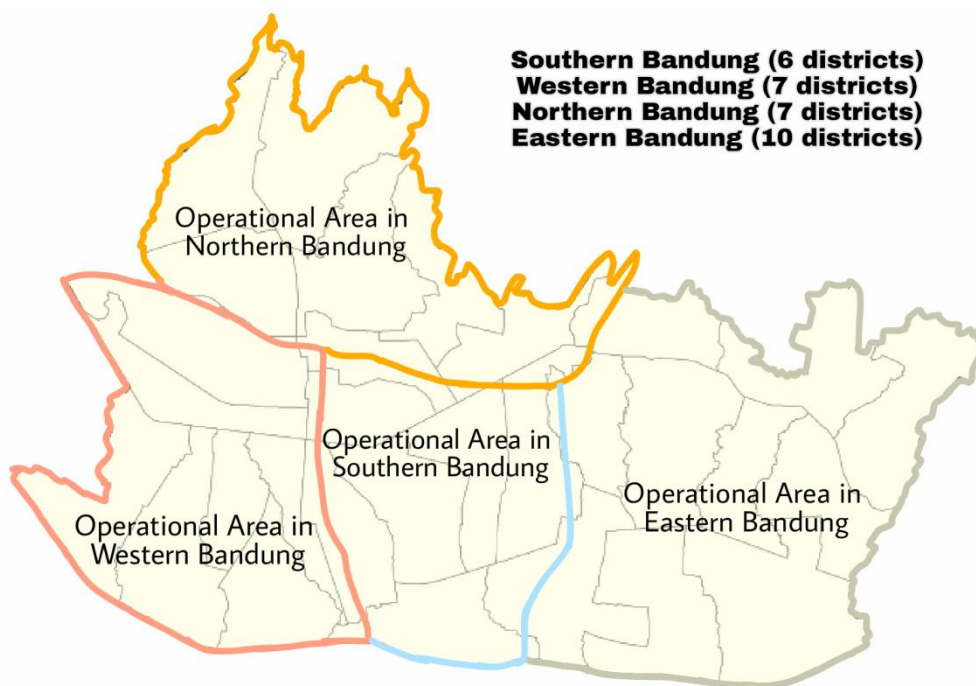 Southern Bandung (6 districts)
Western Bandung (7 districts)
Northern Bandung (7 districts)
Eastern Bandung (10 districts)
Operational Area in
Northern Bandung
Operational Area in
Southern Bandung
Operational Area in
Western Bandung
Operational Area in
Eastern Bandung